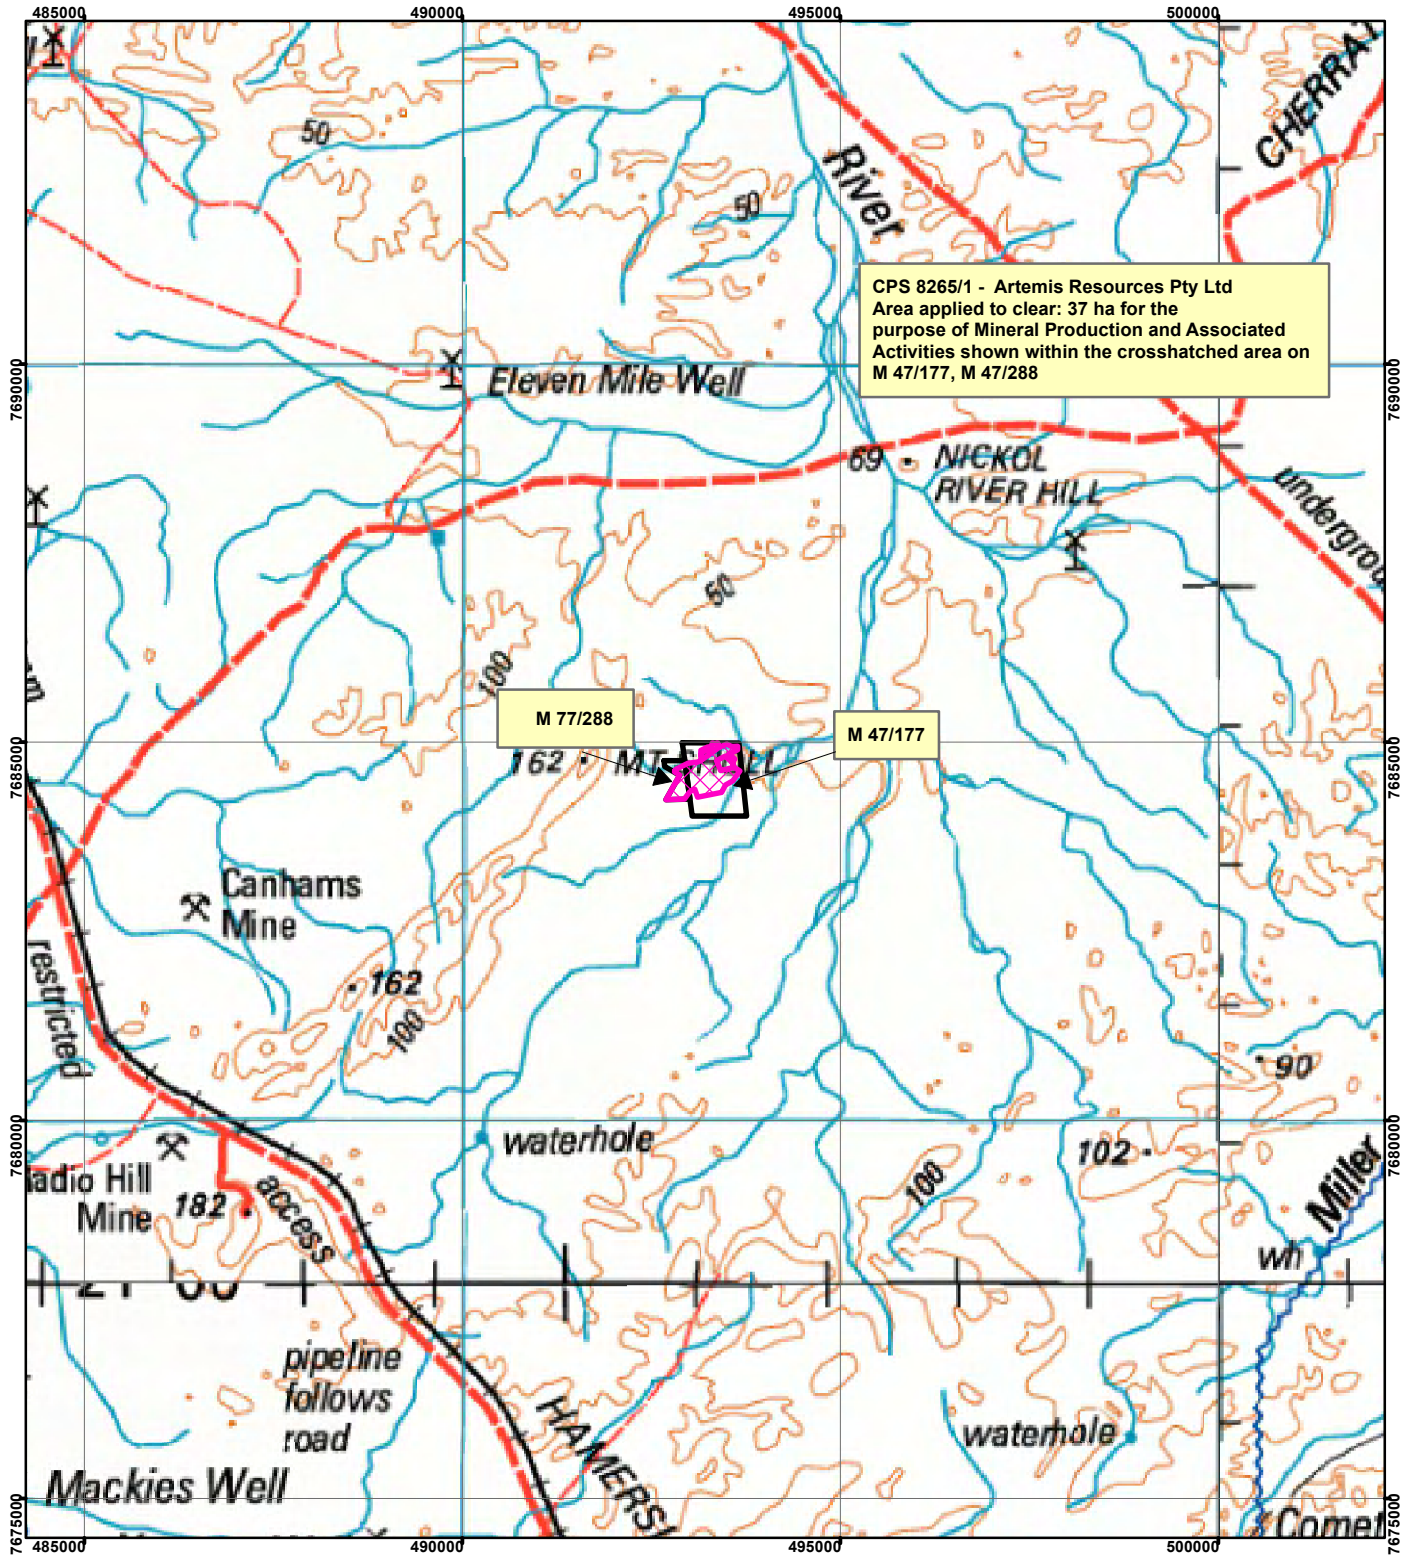 485000
490000
495000
500000
CHERRAT
50
River
50
CPS 8265/1 - Artemis Resources Pty Ltd
Area applied to clear: 37 ha for the
purpose of Mineral Production and Associated
Activities shown within the crosshatched area on
M 47/177, M 47/288
7690000
7690000
Eleven Mile Well
69
NICKOL
RIVER HILL
undergrou
50
100
M 77/288
M 47/177
7685000
7685000
162
MT
Canhams
Mine
restricted
162
100
90
7680000
7680000
waterhole
102
adio Hill
Mine
182
access
100
Miller
wh
pipeline
follows
road
HAMERSL
waterhole
Mackies Well
Comet
7675000
7675000
485000
490000
495000
500000